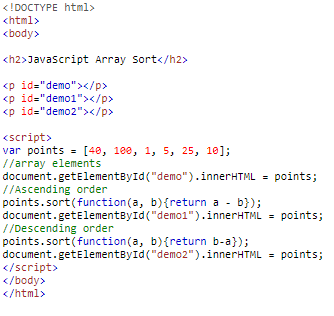 <!DOCTYPE html>
<html>
<body>
<h2>JavaScript Array Sort</h2>
<p id="demo"></p>
<p id="demo1"></p>
<p id="demo2"></p>
<script>
var points = [40, 100, 1, 5, 25, 10];
//array elements
document.getElementById("demo").innerHTML = points;
//Ascending order
points.sort(function(a, b){return a - b});
document.getElementById("demo1").innerHTML = points;
//Descending order
points.sort(function(a, b){return b-a});
document.getElementById("demo2").innerHTML = points;
</script>
</body>
</html>